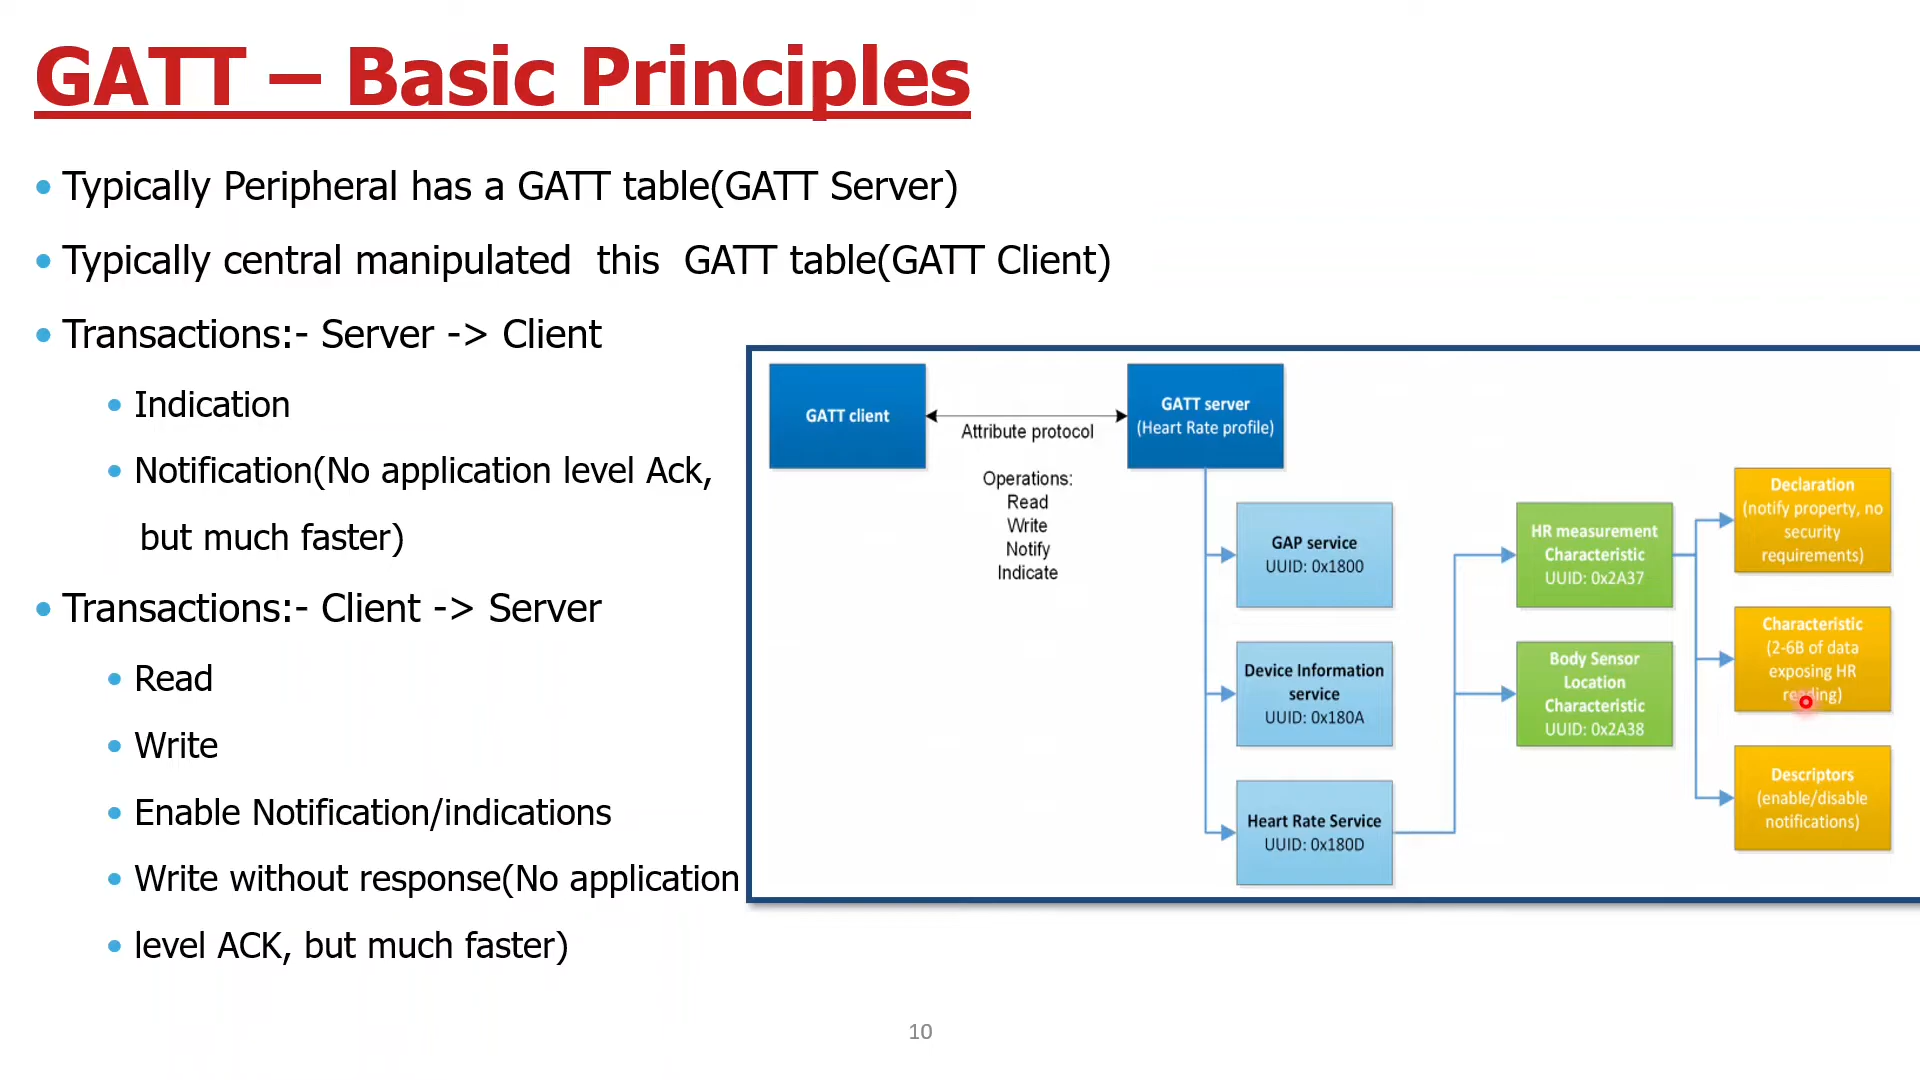 GATT – Basic Principles
• Typically Peripheral has a GATT table(GATT Server)
• Typically central manipulated  this  GATT table(GATT Client)
• Transactions:- Server -> Client
• Indication
• Notification(No application level Ack,
but much faster)
• Transactions:- Client -> Server
• Read
• Write
• Enable Notification/indications
• Write without response(No application
• level ACK, but much faster)
GATT client
Attribute protocol
Operations:
Read
Write
Notify
Indicate
GATT server
(Heart Rate profile)
GAP service
UUID: 0x1800
Device Information
service
UUID: 0x180A
Heart Rate Service
UUID: 0x180D
HR measurement
Characteristic
UUID: 0x2A37
Body Sensor
Location
Characteristic
UUID: 0x2A38
Declaration
(notify property, no
security
requirements)
Characteristic
(2-6B of data
exposing HR
reading)
Descriptors
(enable/disable
notifications)
10